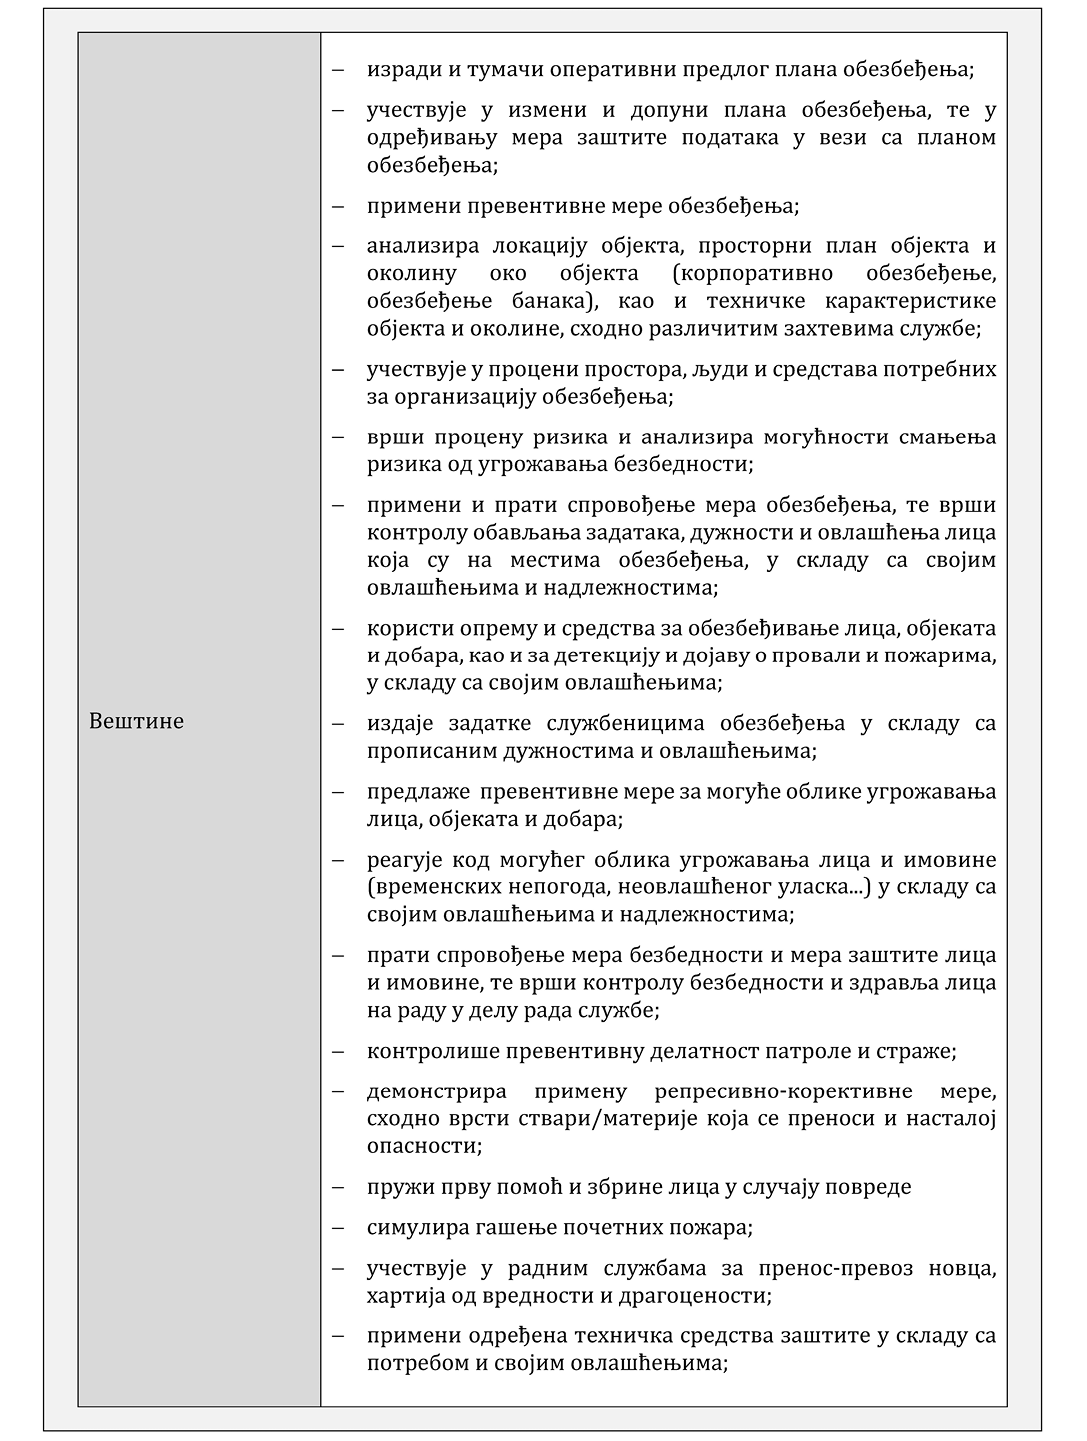 Вештине
– изради и тумачи оперативни предлог плана обезбеђења;
– учествује у измени и допуни плана обезбеђења, те у
одређивању мера заштите података у вези са планом
обезбеђења;
– примени превентивне мере обезбеђења;
– анализира локацију објекта, просторни план објекта и
околину око објекта (корпоративно обезбеђење,
обезбеђење банака), као и техничке карактеристике
објекта и околине, сходно различитим захтевима службе;
– учествује у процени простора, људи и средстава потребних
за организацију обезбеђења;
– врши процену ризика и анализира могућности смањења
ризика од угрожавања безбедности;
– примени и прати спровођење мера обезбеђења, те врши
контролу обављања задатака, дужности и овлашћења лица
која су на местима обезбеђења, у складу са својим
овлашћењима и надлежностима;
– користи опрему и средства за обезбеђивање лица, објеката
и добара, као и за детекцију и дојаву о провали и пожарима,
у складу са својим овлашћењима;
– издаје задатке службеницима обезбеђења у складу са
прописаним дужностима и овлашћењима;
– предлаже превентивне мере за могуће облике угрожавања
лица, објеката и добара;
– реагује код могућег облика угрожавања лица и имовине
(временских непогода, неовлашћеног уласка...) у складу са
својим овлашћењима и надлежностима;
– прати спровођење мера безбедности и мера заштите лица
и имовине, те врши контролу безбедности и здравља лица
на раду у делу рада службе;
– контролише превентивну делатност патроле и страже;
– демонстрира примену репресивно-корективне мере,
сходно врсти ствари/материје која се преноси и насталој
опасности;
– пружи прву помоћ и збрине лица у случају повреде
– симулира гашење почетних пожара;
– учествује у радним службама за пренос-превоз новца,
хартија од вредности и драгоцености;
– примени одређена техничка средства заштите у складу са
потребом и својим овлашћењима;